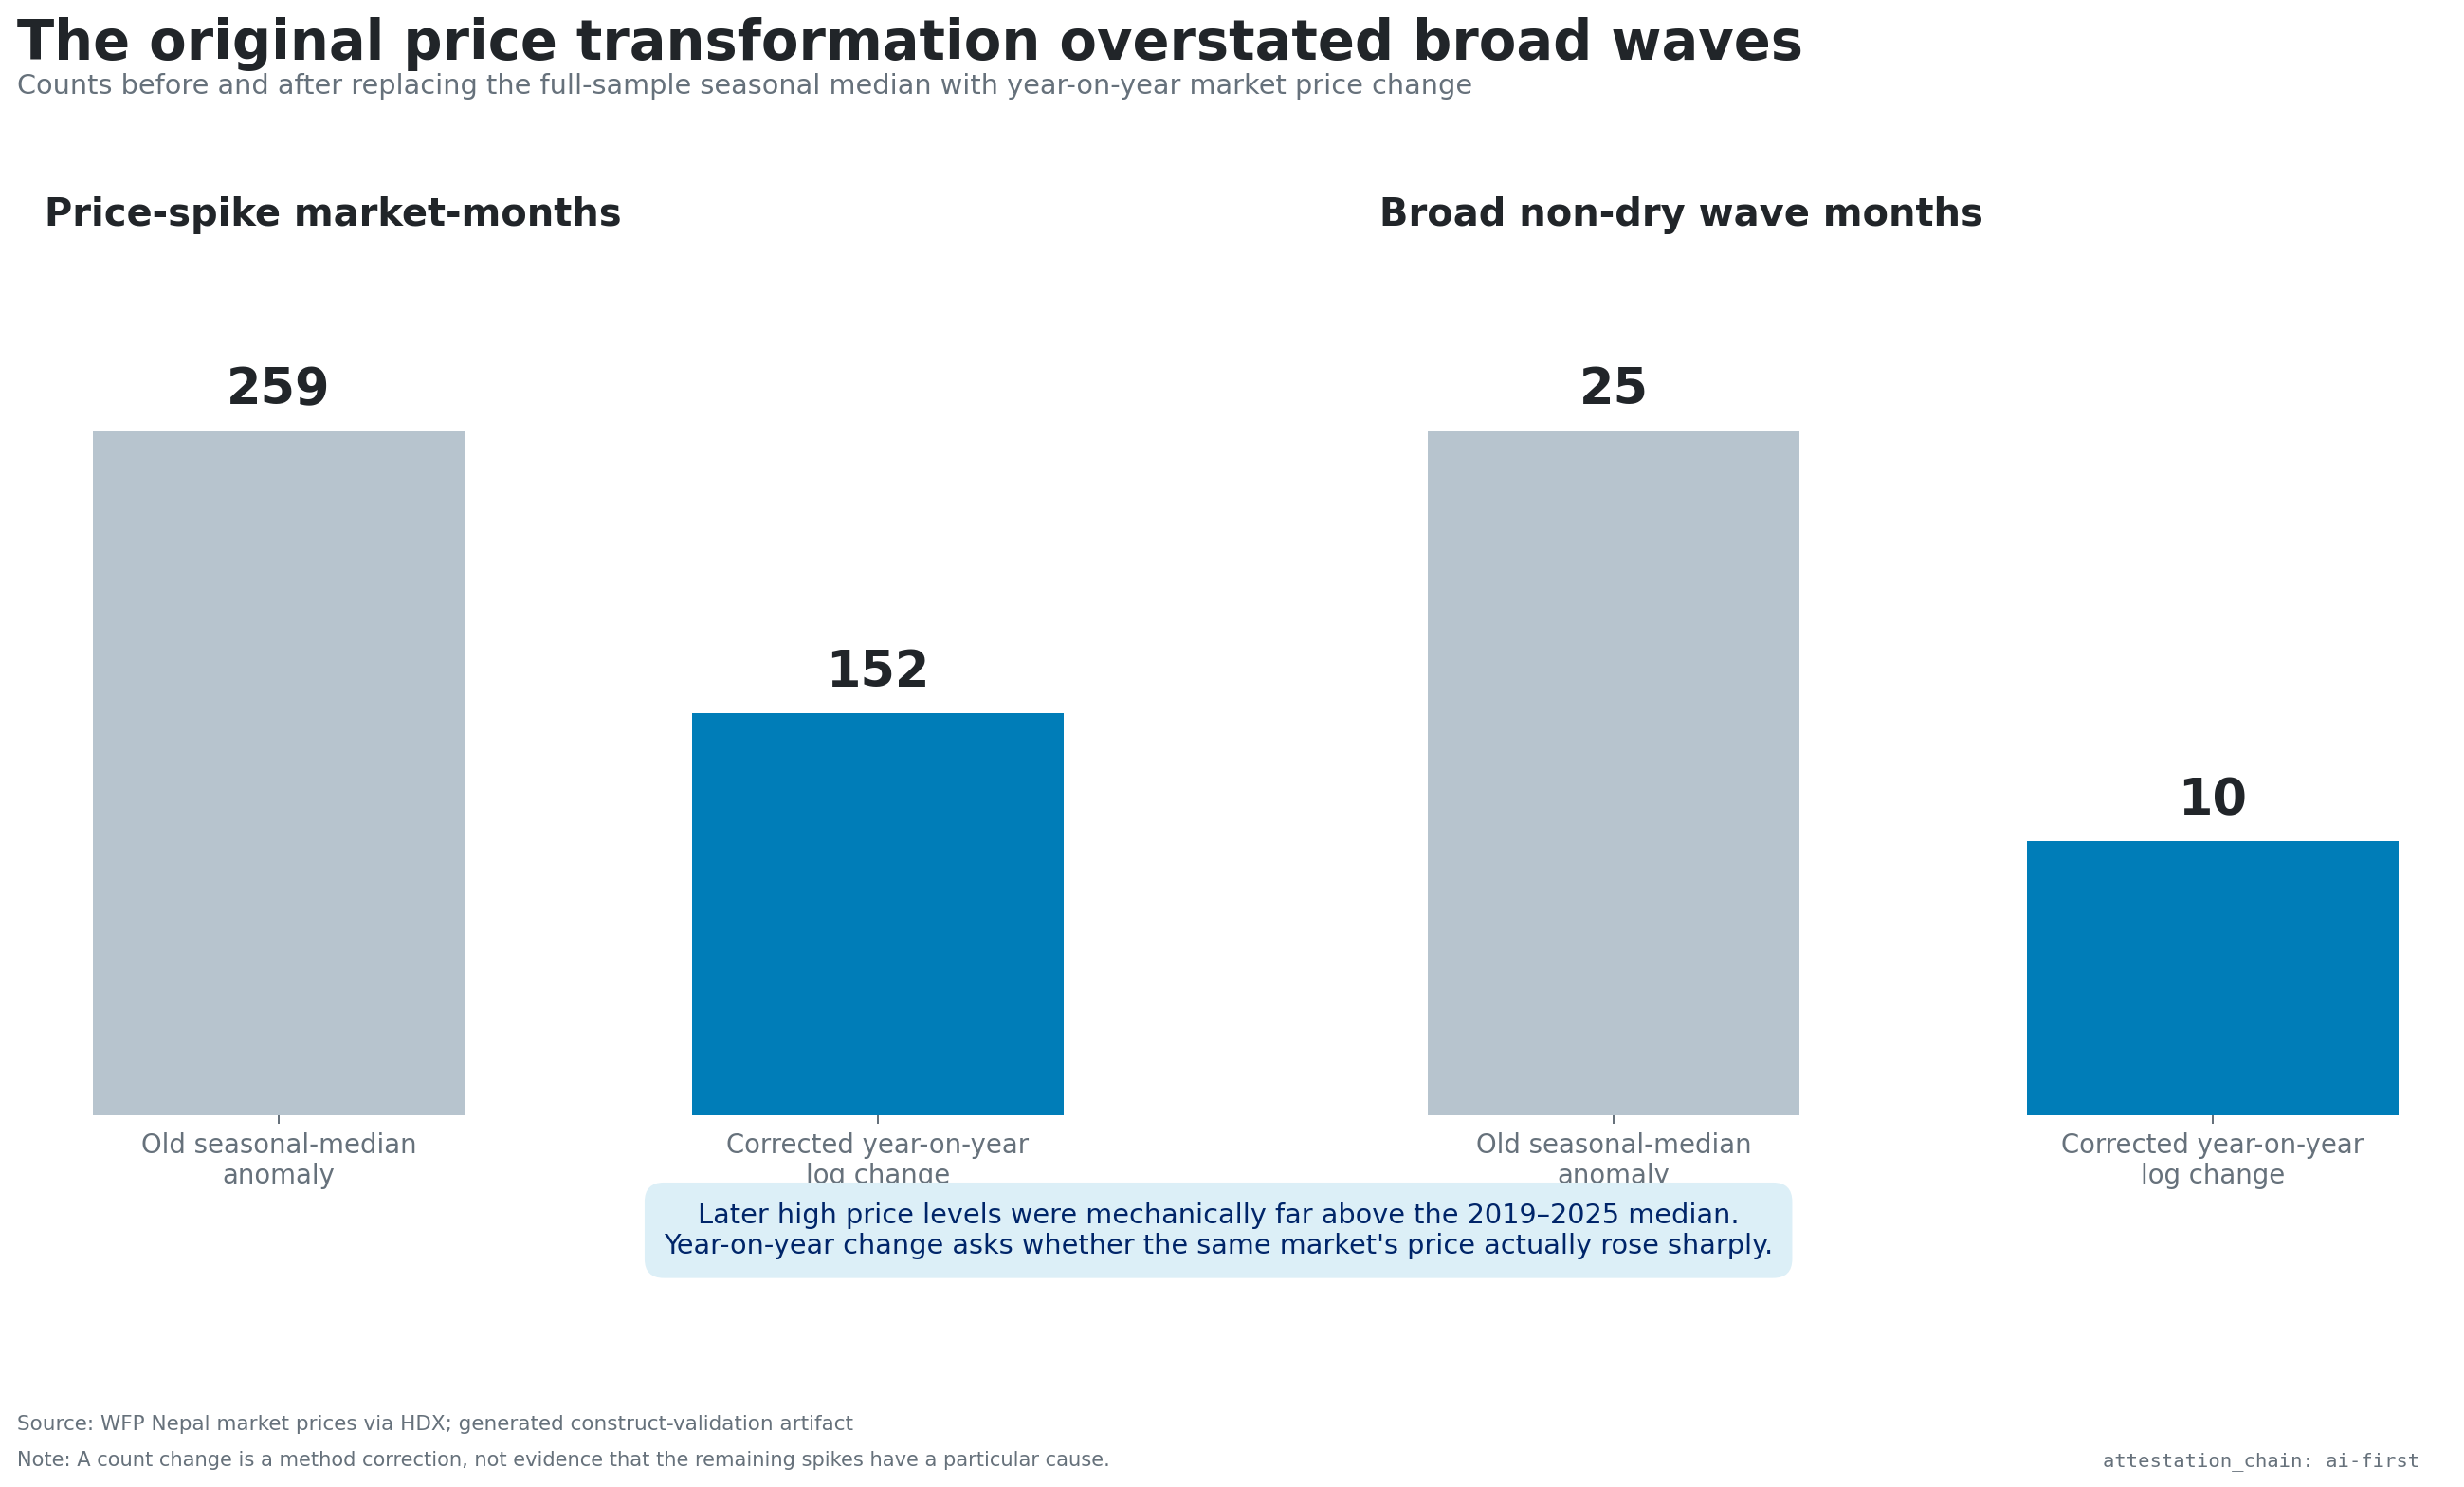 The original price transformation overstated broad waves
Counts before and after replacing the full-sample seasonal median with year-on-year market price change
Price-spike market-months
259
152
Old seasonal-median
anomaly
Corrected year-on-year
log change
Broad non-dry wave months
25
10
Old seasonal-median
anomaly
Corrected year-on-year
log change
Later high price levels were mechanically far above the 2019–2025 median.
Year-on-year change asks whether the same market's price actually rose sharply.
Source: WFP Nepal market prices via HDX; generated construct-validation artifact
Note: A count change is a method correction, not evidence that the remaining spikes have a particular cause.
attestation_chain: ai-first